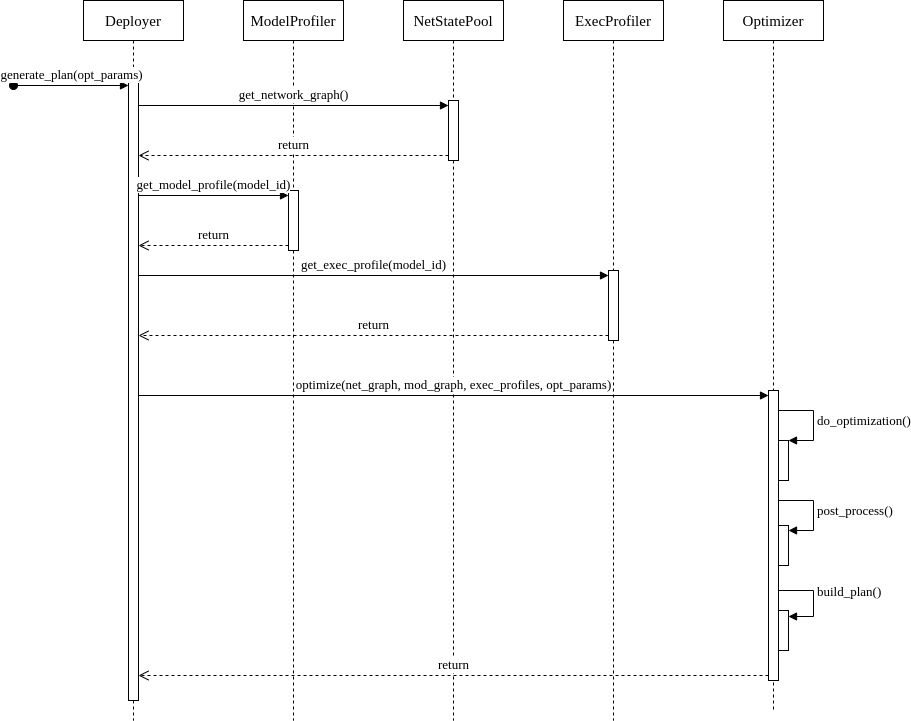 Deployer
ModelProfiler
NetStatePool
ExecProfiler
Optimizer
generate_plan(opt_params)
get_network_graph()
return
get_model_profile(model_id)
return
get_exec_profile(model_id)
return
optimize(net_graph, mod_graph, exec_profiles, opt_params)
do_optimization()
post_process()
build_plan()
return